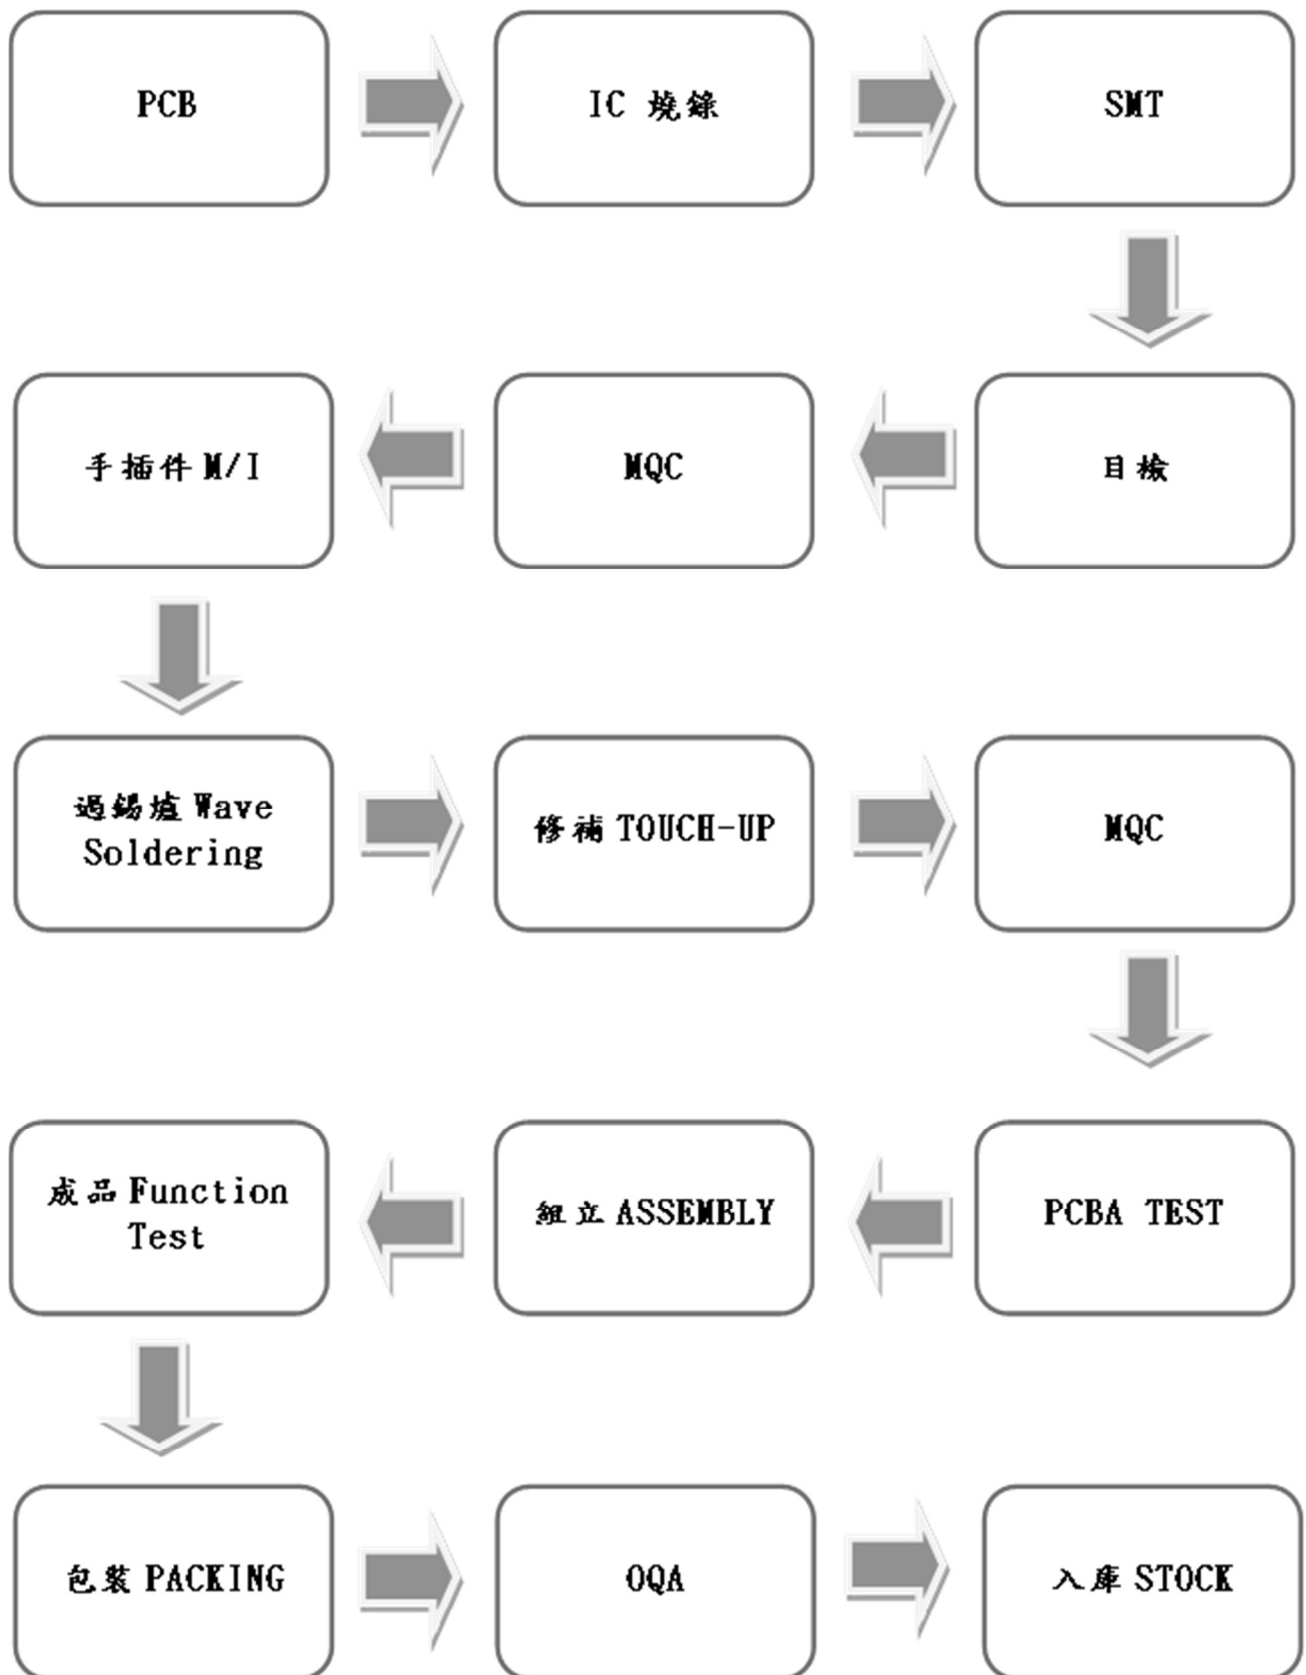 PCB
IC 燒錄
SMT
手插件 M/I
MQC
目檢
過錫爐 Wave
Soldering
修補 TOUCH-UP
MQC
成品 Function
Test
組立 ASSEMBLY
PCBA TEST
包裝 PACKING
OQA
入庫 STOCK